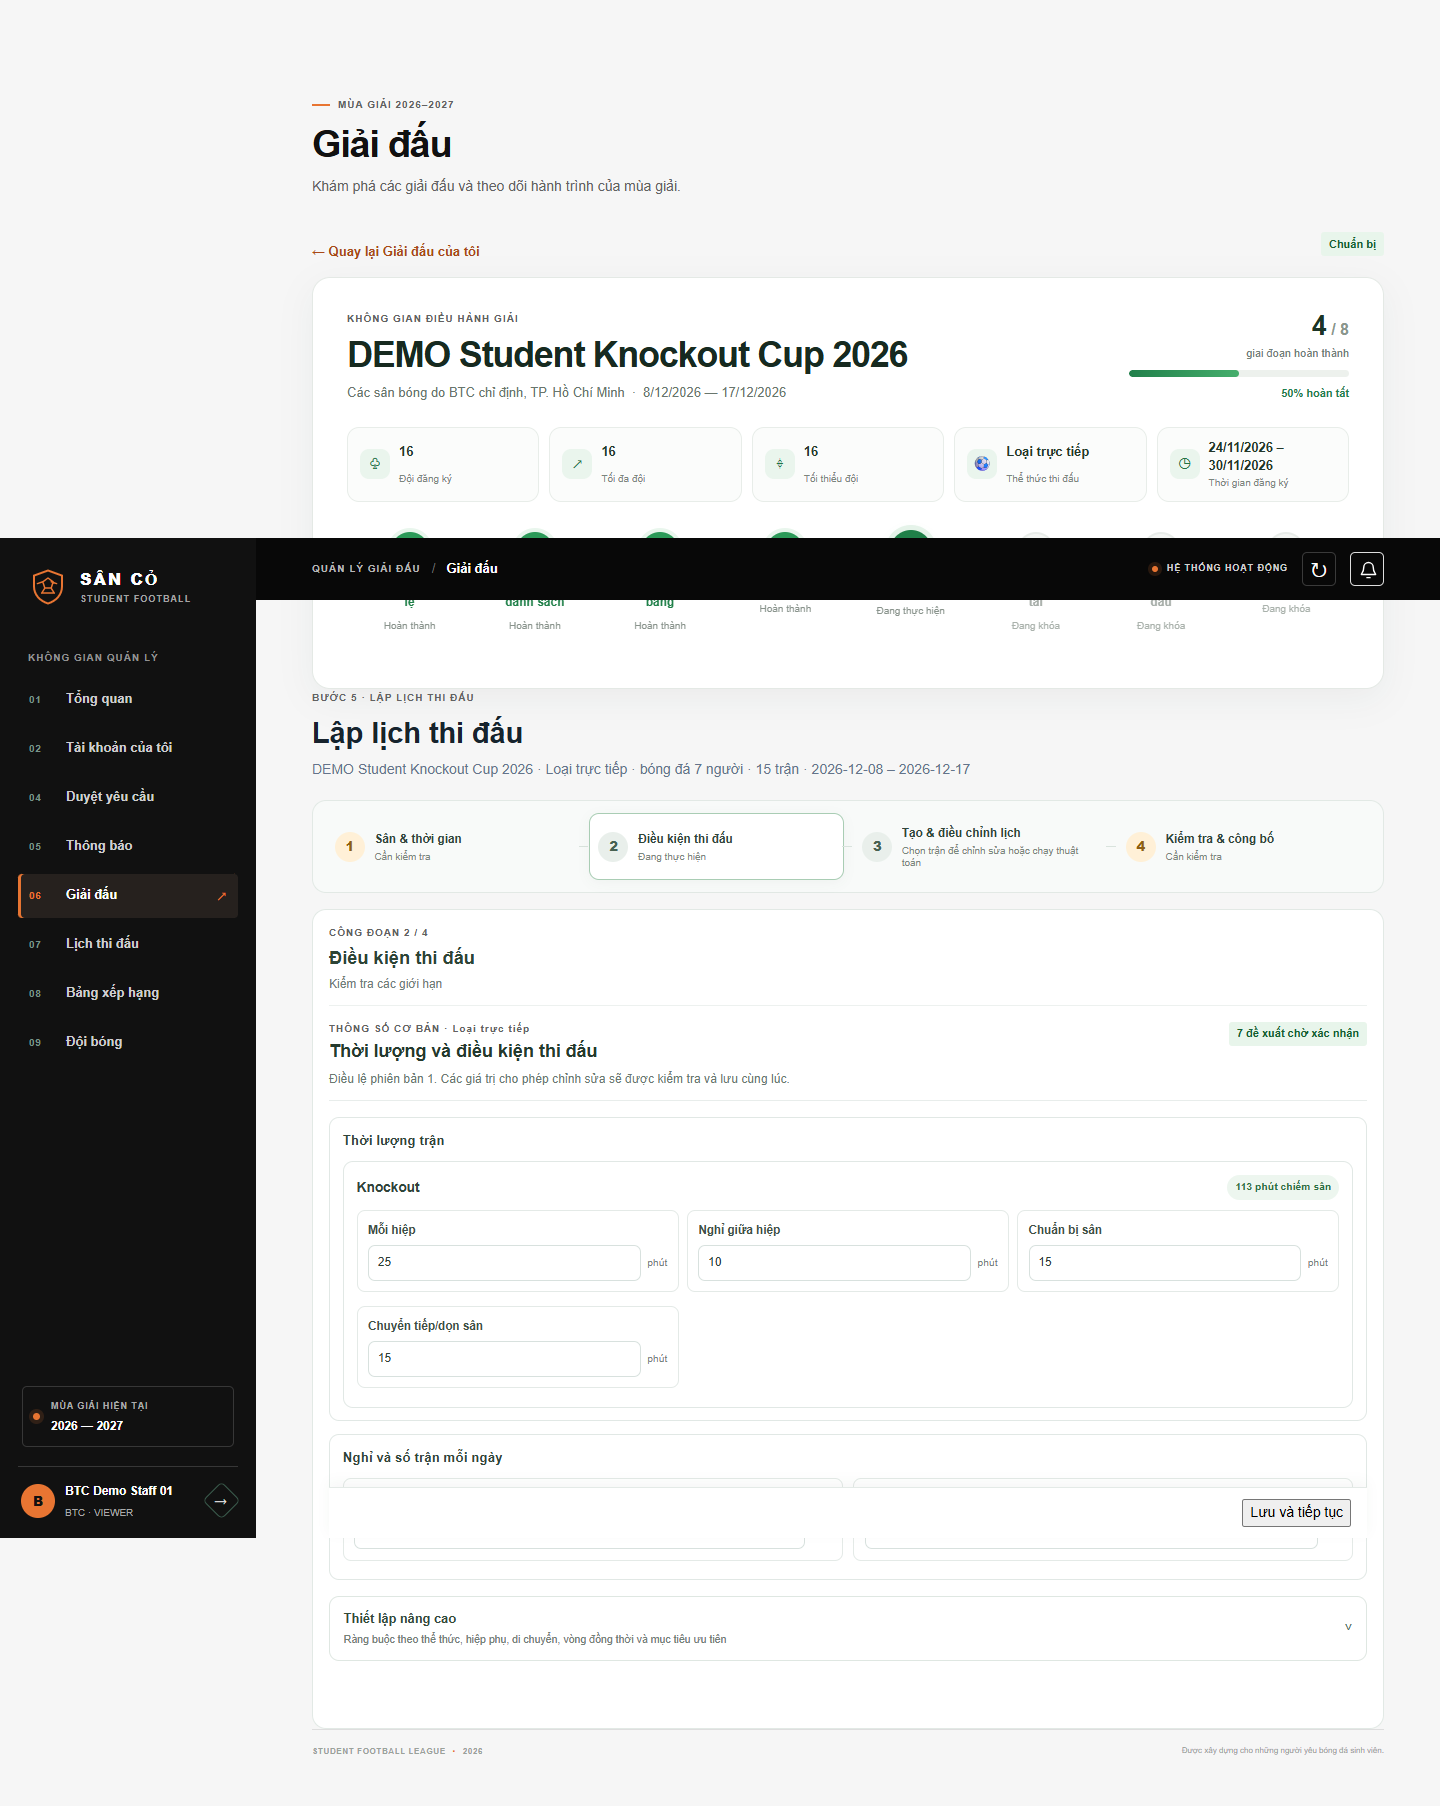 MÙA GIẢI 2026–2027
Giải đấu
Khám phá các giải đấu và theo dõi hành trình của mùa giải.
← Quay lại Giải đấu của tôi
Chuẩn bị
KHÔNG GIAN ĐIỀU HÀNH GIẢI
DEMO Student Knockout Cup 2026
Các sân bóng do BTC chỉ định, TP. Hồ Chí Minh · 8/12/2026 — 17/12/2026
4 / 8
giai đoạn hoàn thành
50% hoàn tất
16
Đội đăng ký
16
Tối đa đội
16
Tối thiểu đội
Loại trực tiếp
Thể thức thi đấu
24/11/2026 –
30/11/2026
Thời gian đăng ký
SÂN CỎ
STUDENT FOOTBALL
QUẢN LÝ GIẢI ĐẤU / Giải đấu
HỆ THỐNG HOẠT ĐỘNG
lệ
Hoàn thành
danh sách
Hoàn thành
bảng
Hoàn thành
Hoàn thành
Đang thực hiện
Đang khóa
đấu
Đang khóa
Đang khóa
KHÔNG GIAN QUẢN LÝ
01 Tổng quan
02 Tài khoản của tôi
04 Duyệt yêu cầu
05 Thông báo
06 Giải đấu ↗
07 Lịch thi đấu
08 Bảng xếp hạng
09 Đội bóng
MÙA GIẢI HIỆN TẠI
2026 — 2027
B
BTC Demo Staff 01
BTC · VIEWER
→
BƯỚC 5 · LẬP LỊCH THI ĐẤU
Lập lịch thi đấu
DEMO Student Knockout Cup 2026 · Loại trực tiếp · bóng đá 7 người · 15 trận · 2026-12-08 – 2026-12-17
1
Sân & thời gian
Cần kiểm tra
2
Điều kiện thi đấu
Đang thực hiện
3
Tạo & điều chỉnh lịch
Chọn trận để chỉnh sửa hoặc chạy thuật
toán
4
Kiểm tra & công bố
Cần kiểm tra
CÔNG ĐOẠN 2 / 4
Điều kiện thi đấu
Kiểm tra các giới hạn
THÔNG SỐ CƠ BẢN · Loại trực tiếp
7 đề xuất chờ xác nhận
Thời lượng và điều kiện thi đấu
Điều lệ phiên bản 1. Các giá trị cho phép chỉnh sửa sẽ được kiểm tra và lưu cùng lúc.
Thời lượng trận
Knockout
113 phút chiếm sân
Mỗi hiệp
25 phút
Nghỉ giữa hiệp
10 phút
Chuẩn bị sân
15 phút
Chuyển tiếp/dọn sân
15 phút
Nghỉ và số trận mỗi ngày
Lưu và tiếp tục
Thiết lập nâng cao
Ràng buộc theo thể thức, hiệp phụ, di chuyển, vòng đồng thời và mục tiêu ưu tiên
v
STUDENT FOOTBALL LEAGUE • 2026
Được xây dựng cho những người yêu bóng đá sinh viên.